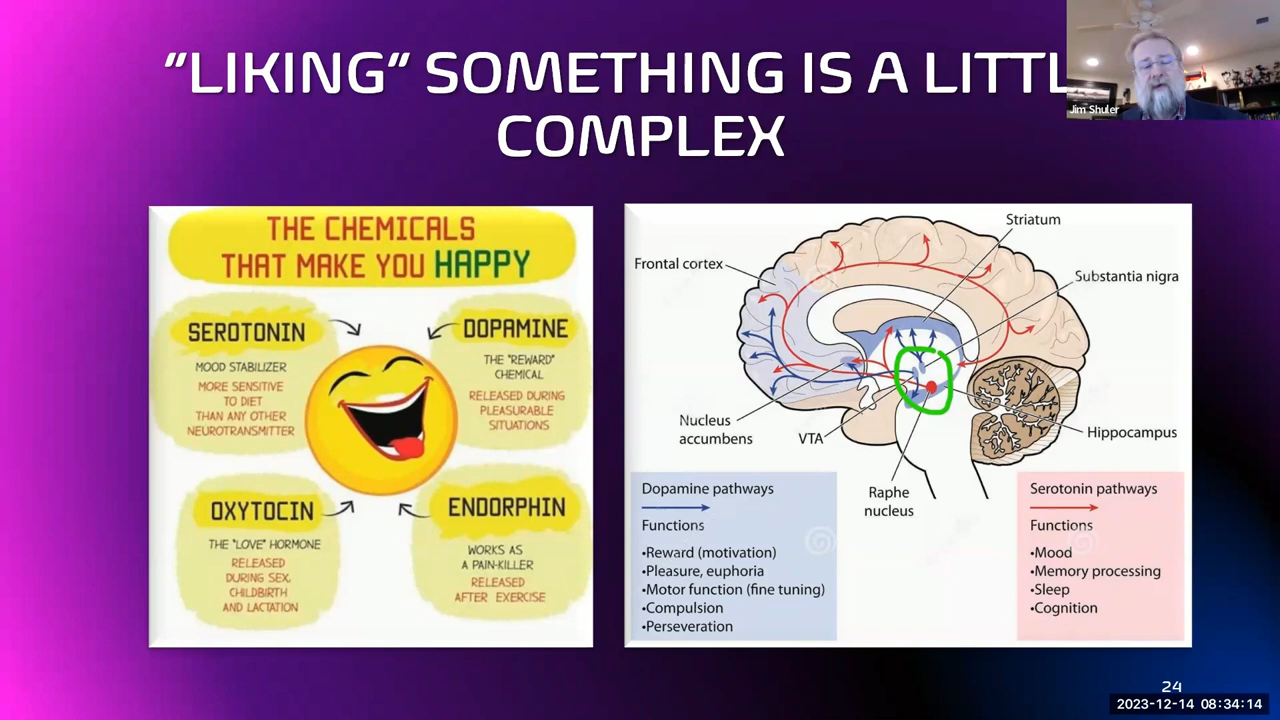 "LIKING" SOMETHING IS A LITTL
COMPLEX
Jim Shuler
THE CHEMICALS
THAT MAKE YOU HAPPY
SEROTONIN
MOOD STABILIZER
MORE SENSITIVE
TO DIET
THAN ANY OTHER
NEUROTRANSMITTER
DOPAMINE
THE "REWARD"
CHEMICAL
RELEASED DURING
PLEASURABLE
SITUATIONS
OXYTOCIN
THE "LOVE" HORMONE
RELEASED
DURING SEX,
CHILDBIRTH
AND LACTATION
ENDORPHIN
WORKS AS
A PAIN-KILLER
RELEASED
AFTER EXERCISE
Striatum
Frontal cortex
Substantia nigra
Nucleus
accumbens
VTA
Hippocampus
Raphe
nucleus
Dopamine pathways
Functions
•Reward (motivation)
•Pleasure, euphoria
•Motor function (fine tuning)
•Compulsion
•Perseveration
Serotonin pathways
Functions
•Mood
•Memory processing
•Sleep
•Cognition
24
2023-12-14 08:34:14